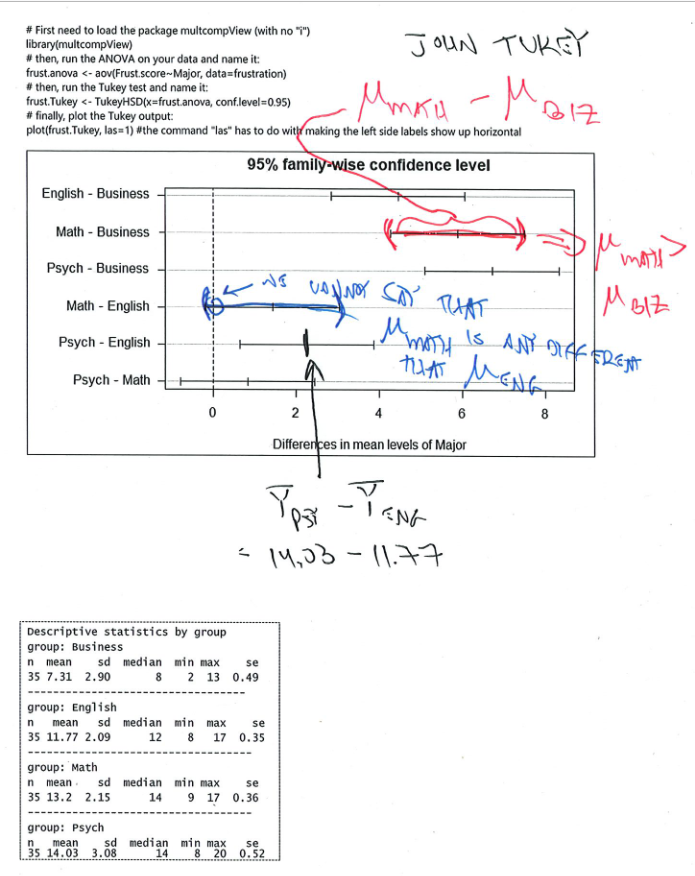 # First need to load the package multcompView (with no "i")
library(multcompView)
# then, run the ANOVA on your data and name it:
frust.anova <- aov(Frust.score~Major, data=frustration)
# then, run the Tukey test and name it:
frust.Tukey <- TukeyHSD(x=frust.anova, conf.level=0.95)
# finally, plot the Tukey output:
plot(frust.Tukey, las=1) #the command "las" has to do with making the left side labels show up horizontal
JOHN TUKEY
μ MATH - μ BIZ
95% family-wise confidence level
English - Business
Math - Business
Psych - Business
Math - English
Psych - English
Psych - Math
⇒ μ MATH >
μ BIZ
WE CANNOT SAY THAT
μ MATH IS ANY DIFFERENT
THAT μ ENG
0 2 4 6 8
Differences in mean levels of Major
Y̅ PSY - Y̅ ENG
= 14.03 - 11.77
Descriptive statistics by group
group: Business
n mean sd median min max se
35 7.31 2.90 8 2 13 0.49
----------------------------------------
group: English
n mean sd median min max se
35 11.77 2.09 12 8 17 0.35
----------------------------------------
group: Math
n mean sd median min max se
35 13.2 2.15 14 9 17 0.36
----------------------------------------
group: Psych
n mean sd median min max se
35 14.03 3.08 14 8 20 0.52